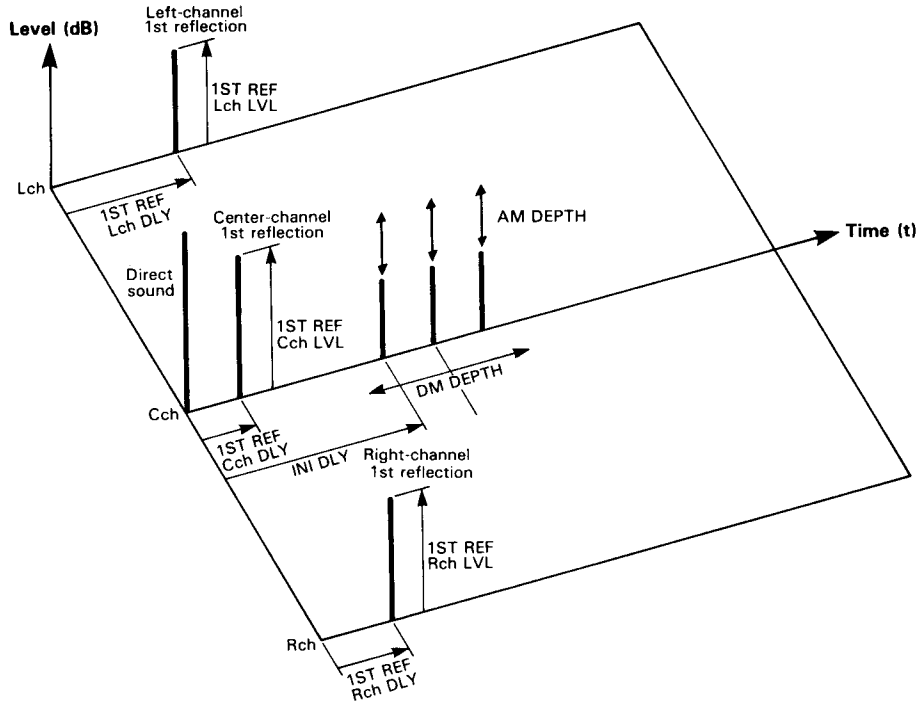 Left-channel
1st reflection
Level (dB)
1ST REF
Lch LVL
Lch
1ST REF
Lch DLY
Center-channel
1st reflection
AM DEPTH
Time (t)
Direct
sound
1ST REF
Cch LVL
DM DEPTH
Cch
1ST REF
Cch DLY
INI DLY
Right-channel
1st reflection
1ST REF
Rch LVL
Rch
1ST REF
Rch DLY